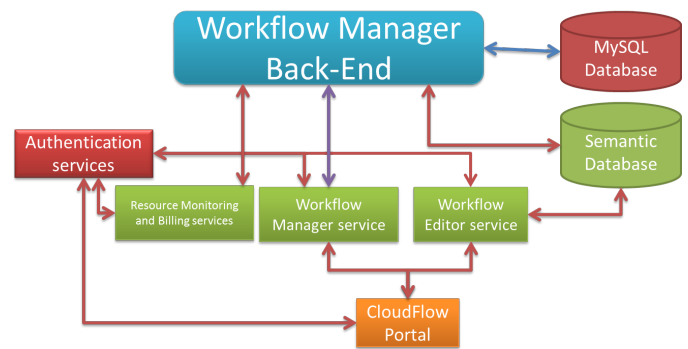 Workflow Manager
Back-End
MySQL
Database
Authentication
services
Semantic
Database
Resource Monitoring
and Billing services
Workflow
Manager service
Workflow
Editor service
CloudFlow
Portal